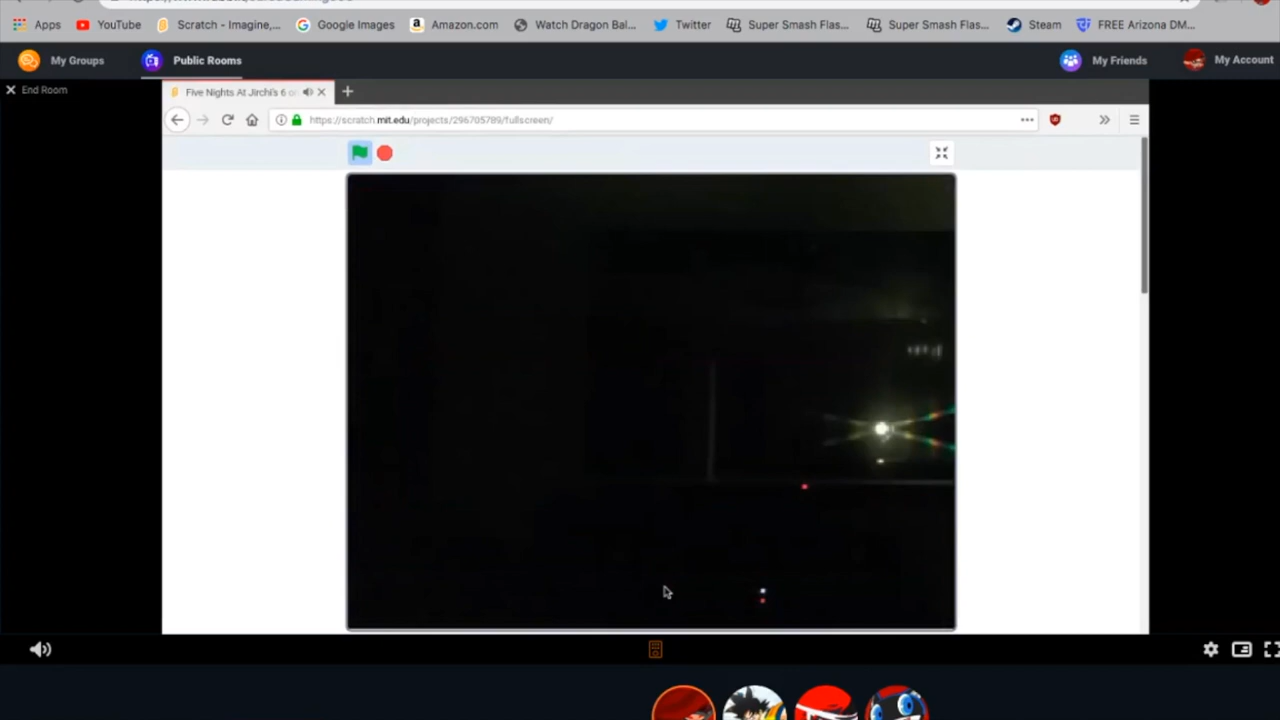 Apps YouTube Scratch - Imagine,... Google Images Amazon.com Watch Dragon Bal... Twitter Super Smash Flas... Super Smash Flas... Steam FREE Arizona DM...
My Groups Public Rooms My Friends My Account
End Room
Five Nights At Jirchi's 6 on
https://scratch.mit.edu/projects/296705789/fullscreen/